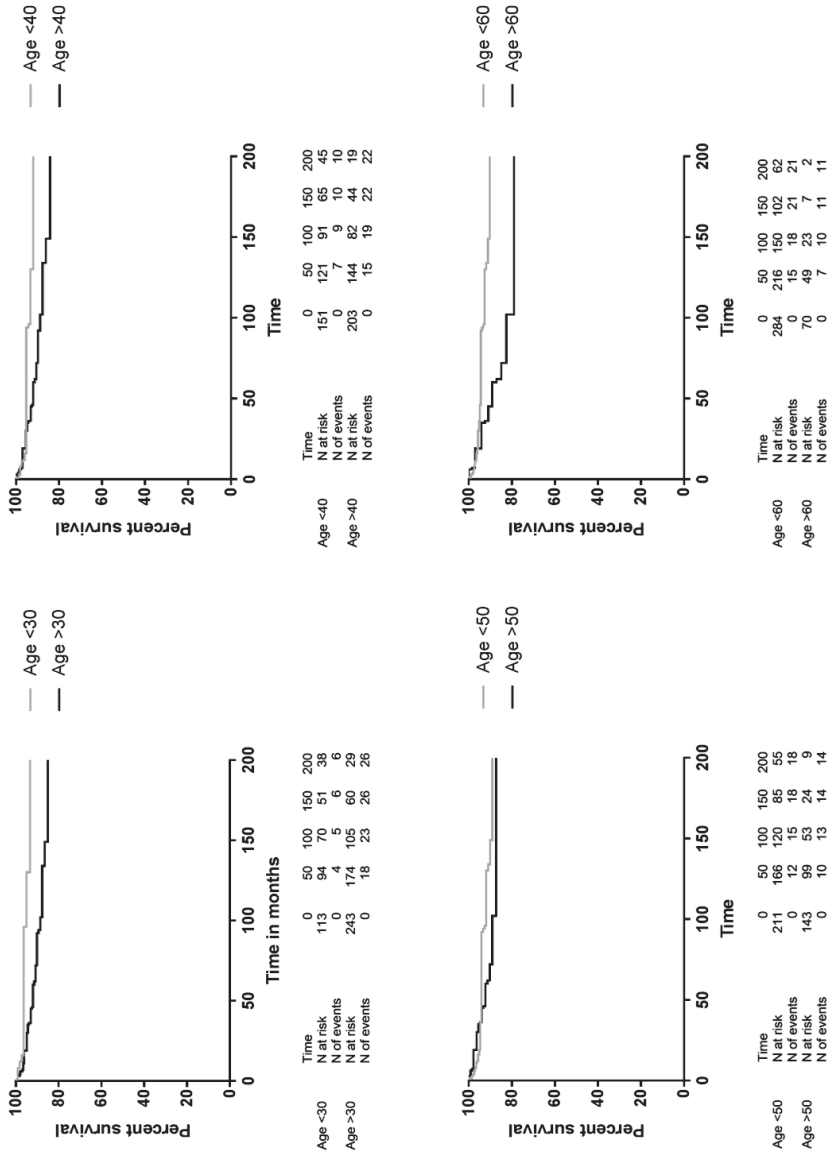 Percent survival
100
80
60
40
20
0
0 50 100 150 200
Time in months
Age <30
Age >30
Time 0 50 100 150 200
Age <30 N at risk 113 94 70 51 38
N of events 0 4 5 6 6
Age >30 N at risk 243 174 105 60 29
N of events 0 18 23 26 26
Percent survival
100
80
60
40
20
0
0 50 100 150 200
Time
Age <40
Age >40
Time 0 50 100 150 200
Age <40 N at risk 151 121 91 65 45
N of events 0 7 9 10 10
Age >40 N at risk 203 144 82 44 19
N of events 0 15 19 22 22
Percent survival
100
80
60
40
20
0
0 50 100 150 200
Time
Age <50
Age >50
Time 0 50 100 150 200
Age <50 N at risk 211 166 120 85 55
N of events 0 12 15 18 18
Age >50 N at risk 143 99 53 24 9
N of events 0 10 13 14 14
Percent survival
100
80
60
40
20
0
0 50 100 150 200
Time
Age <60
Age >60
Time 0 50 100 150 200
Age <60 N at risk 284 216 150 102 62
N of events 0 15 18 21 21
Age >60 N at risk 70 49 23 7 2
N of events 0 7 10 11 11